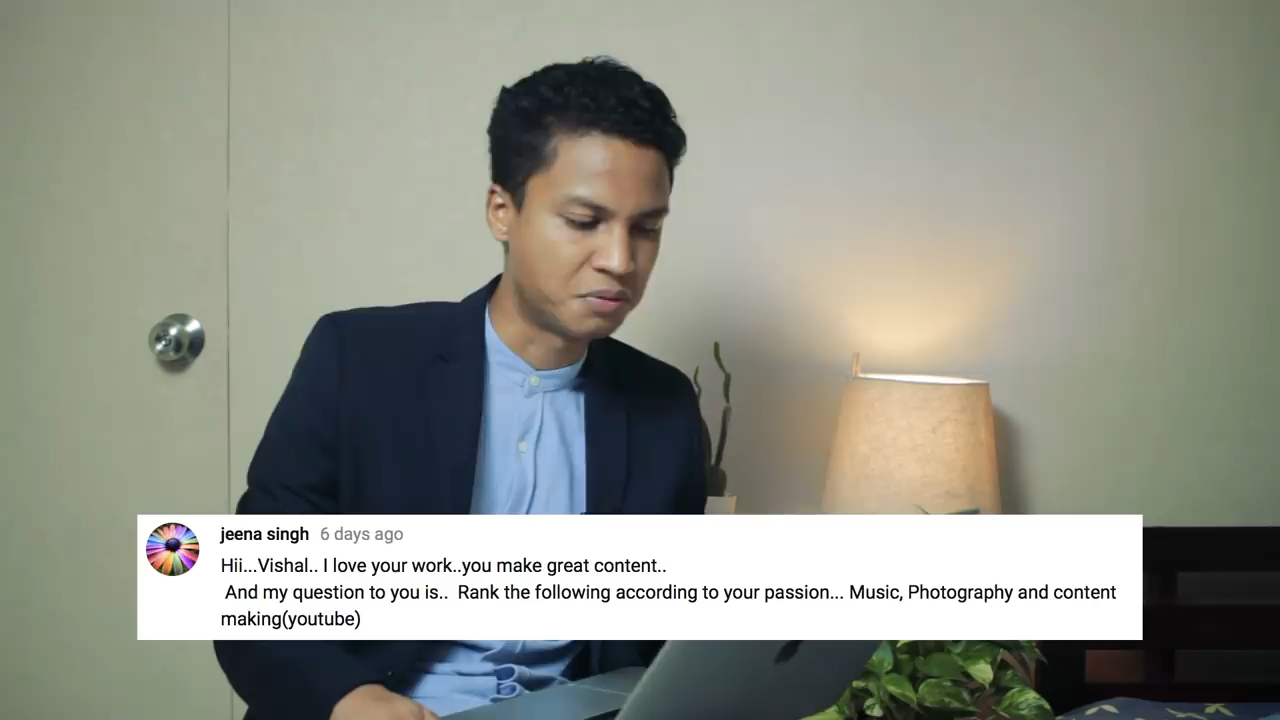 jeena singh 6 days ago
Hii...Vishal.. I love your work..you make great content..
And my question to you is.. Rank the following according to your passion... Music, Photography and content
making(youtube)